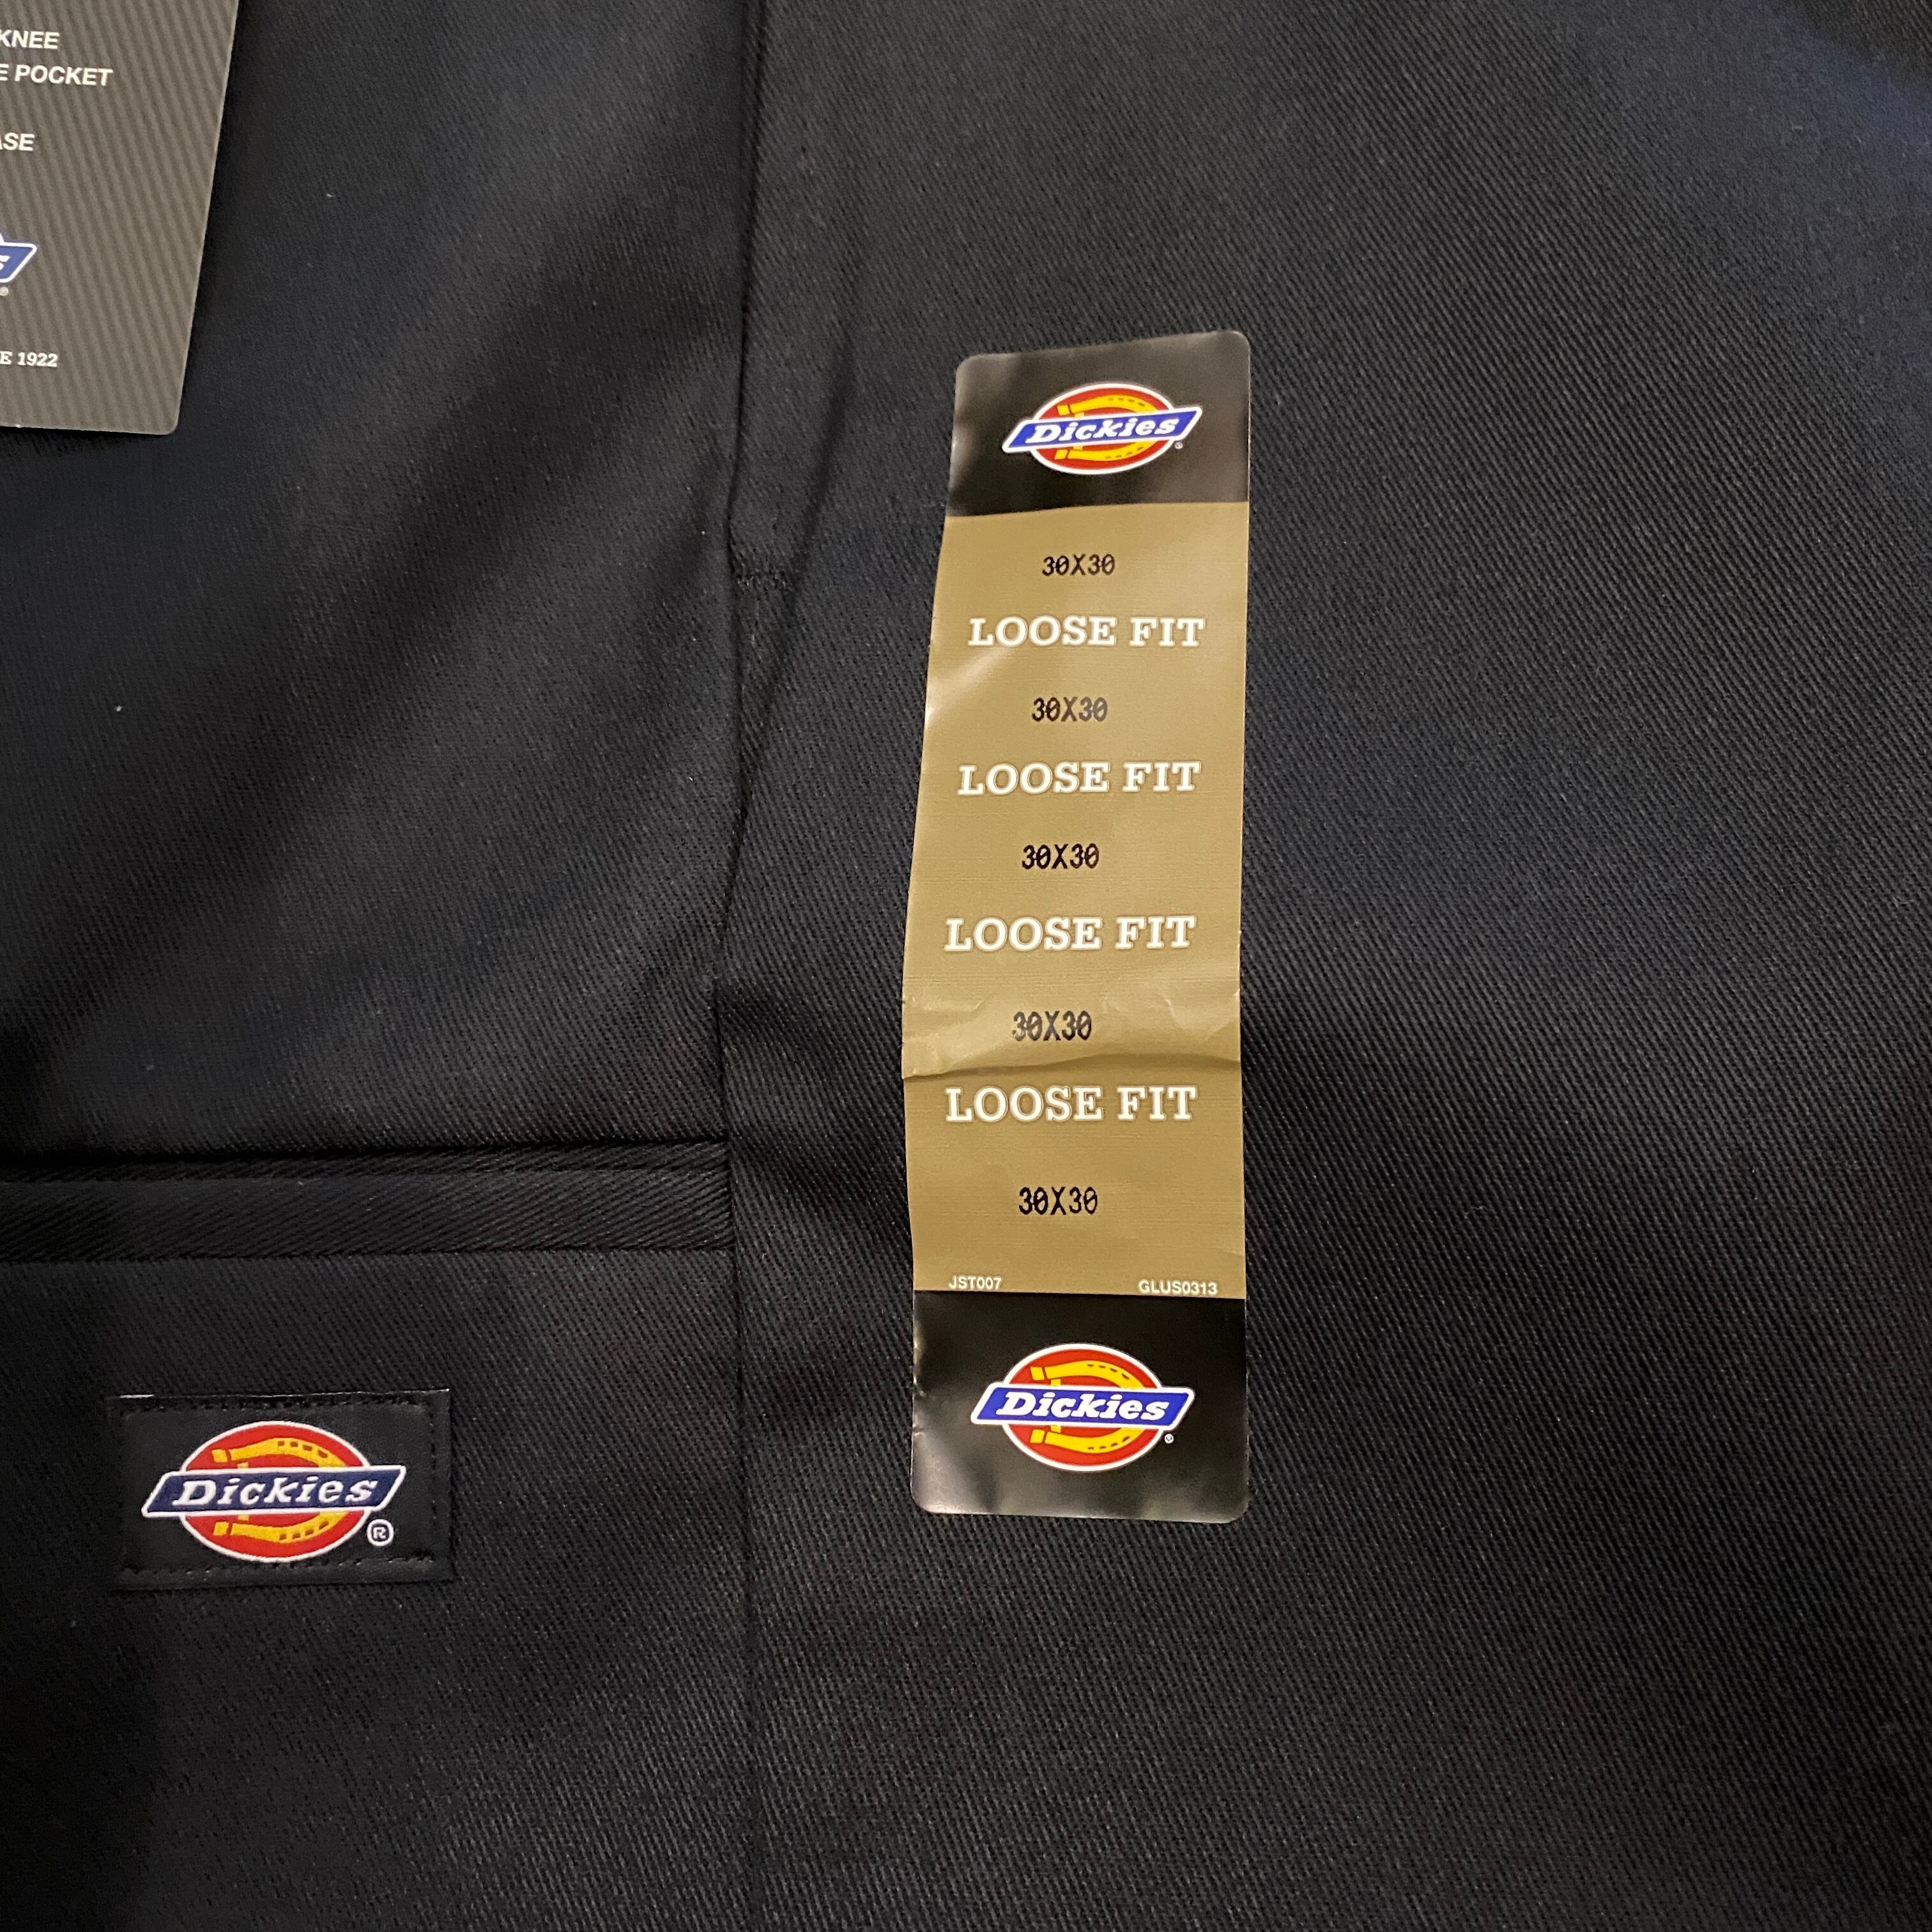 KNEE
POCKET
E 1922
Dickies
30X30
LOOSE FIT
30X30
LOOSE FIT
30X30
LOOSE FIT
30X30
LOOSE FIT
30X30
JST007 GLUS0313
Dickies
Dickies®